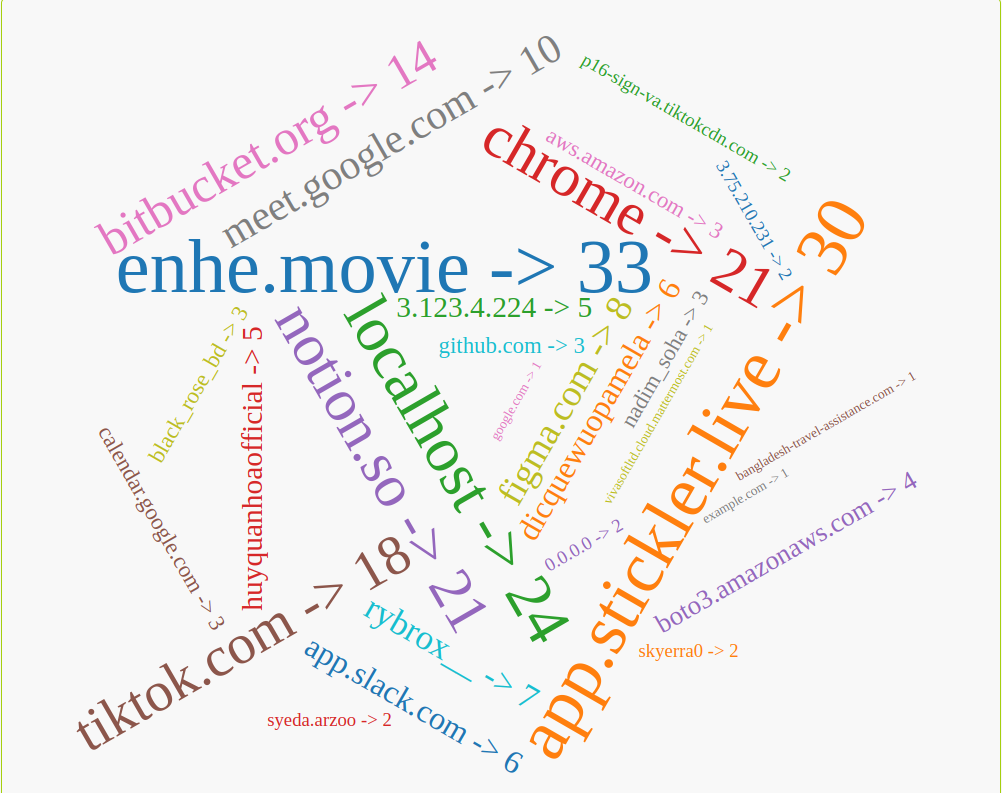 bitbucket.org -> 14
meet.google.com -> 10
p16-sign-va.tiktokcdn.com -> 2
chrome -> 21
aws.amazon.com -> 3
3.75.210.231 -> 2
enhe.movie -> 33
app.stickler.live -> 30
3.123.4.224 -> 5
github.com -> 3
google.com -> 1
figma.com -> 8
dicquewuopamela -> 6
nadim_soha -> 3
vivasoftltd.cloud.mattermost.com -> 1
black_rose_bd -> 3
huyquanhoaofficial -> 5
notion.so -> 21
localhost -> 24
calendar.google.com -> 3
bangladesh-travel-assistance.com -> 1
example.com -> 1
0.0.0.0 -> 2
boto3.amazonaws.com -> 4
tiktok.com -> 18
rybrox__ -> 7
app.slack.com -> 6
skyerra0 -> 2
syeda.arzoo -> 2